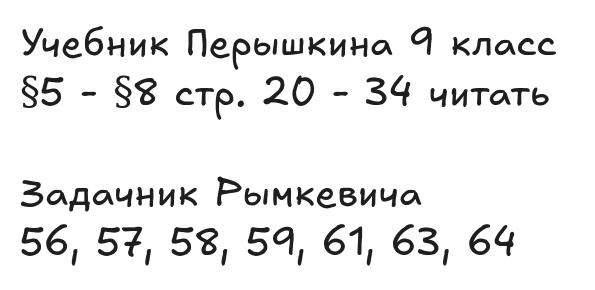 Учебник Перышкина 9 класс
§5 - §8 стр. 20 - 34 читать
Задачник Рымкевича
56, 57, 58, 59, 61, 63, 64